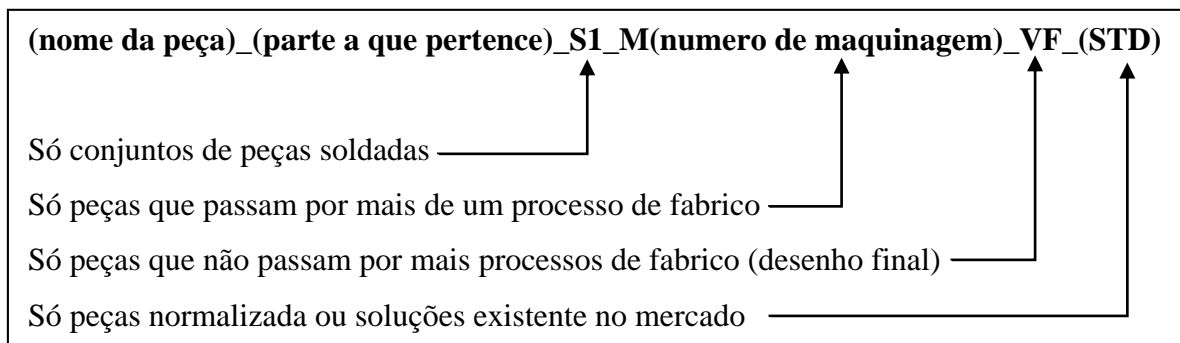 (nome da peça)_(parte a que pertence)_S1_M(numero de maquinagem)_VF_(STD)
Só conjuntos de peças soldadas
Só peças que passam por mais de um processo de fabrico
Só peças que não passam por mais processos de fabrico (desenho final)
Só peças normalizada ou soluções existente no mercado